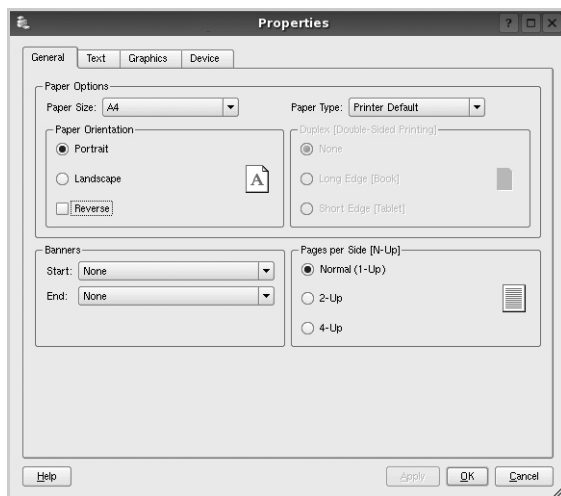 Properties
General Text Graphics Device
Paper Options
Paper Size: A4 Paper Type: Printer Default
Paper Orientation
Portrait
Landscape
Reverse
A
Duplex [Double-Sided Printing]
None
Long Edge [Book]
Short Edge [Tablet]
Banners
Start: None
End: None
Pages per Side [N-Up]
Normal (1-Up)
2-Up
4-Up
Help Apply OK Cancel